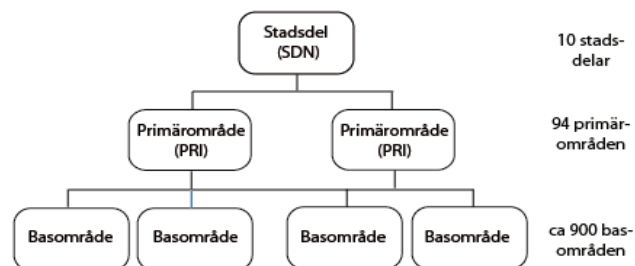 Stadsdel
(SDN)
10 stads-
delar
Primärområde
(PRI)
Primärområde
(PRI)
94 primär-
områden
Basområde
Basområde
Basområde
Basområde
ca 900 bas-
områden